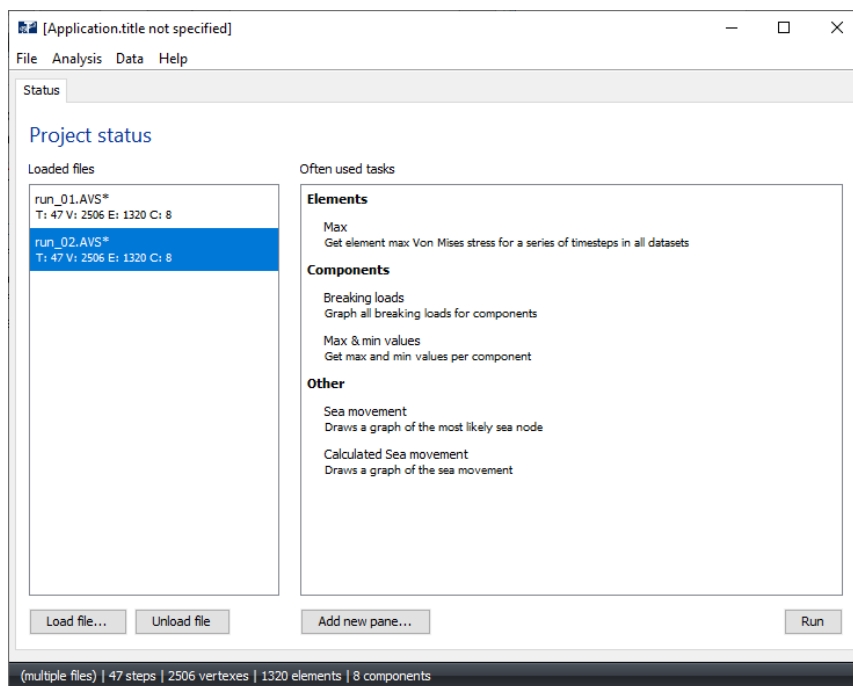 [Application.title not specified]
File Analysis Data Help
Status
Project status
Loaded files
run_01.AVS*
T: 47 V: 2506 E: 1320 C: 8
run_02.AVS*
T: 47 V: 2506 E: 1320 C: 8
Load file...
Unload file
Often used tasks
Elements
Max
Get element max Von Mises stress for a series of timesteps in all datasets
Components
Breaking loads
Graph all breaking loads for components
Max & min values
Get max and min values per component
Other
Sea movement
Draws a graph of the most likely sea node
Calculated Sea movement
Draws a graph of the sea movement
Add new pane...
Run
(multiple files) | 47 steps | 2506 vertexes | 1320 elements | 8 components